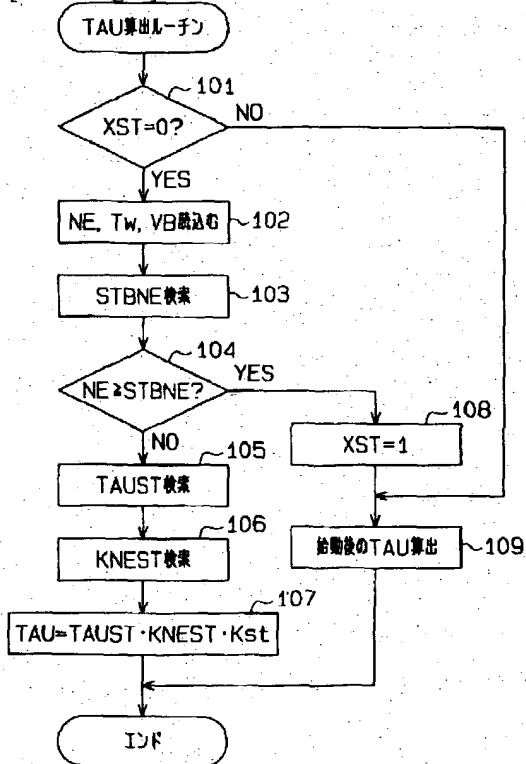 TAU算出ルーチン
101
XST=0?
NO
YES
NE, Tw, VB読込む
102
STBNE検索
103
104
NE≧STBNE?
YES
108
NO
XST=1
105
TAUST検索
106
KNEST検索
始動後のTAU算出
109
107
TAU=TAUST・KNEST・Kst
エンド